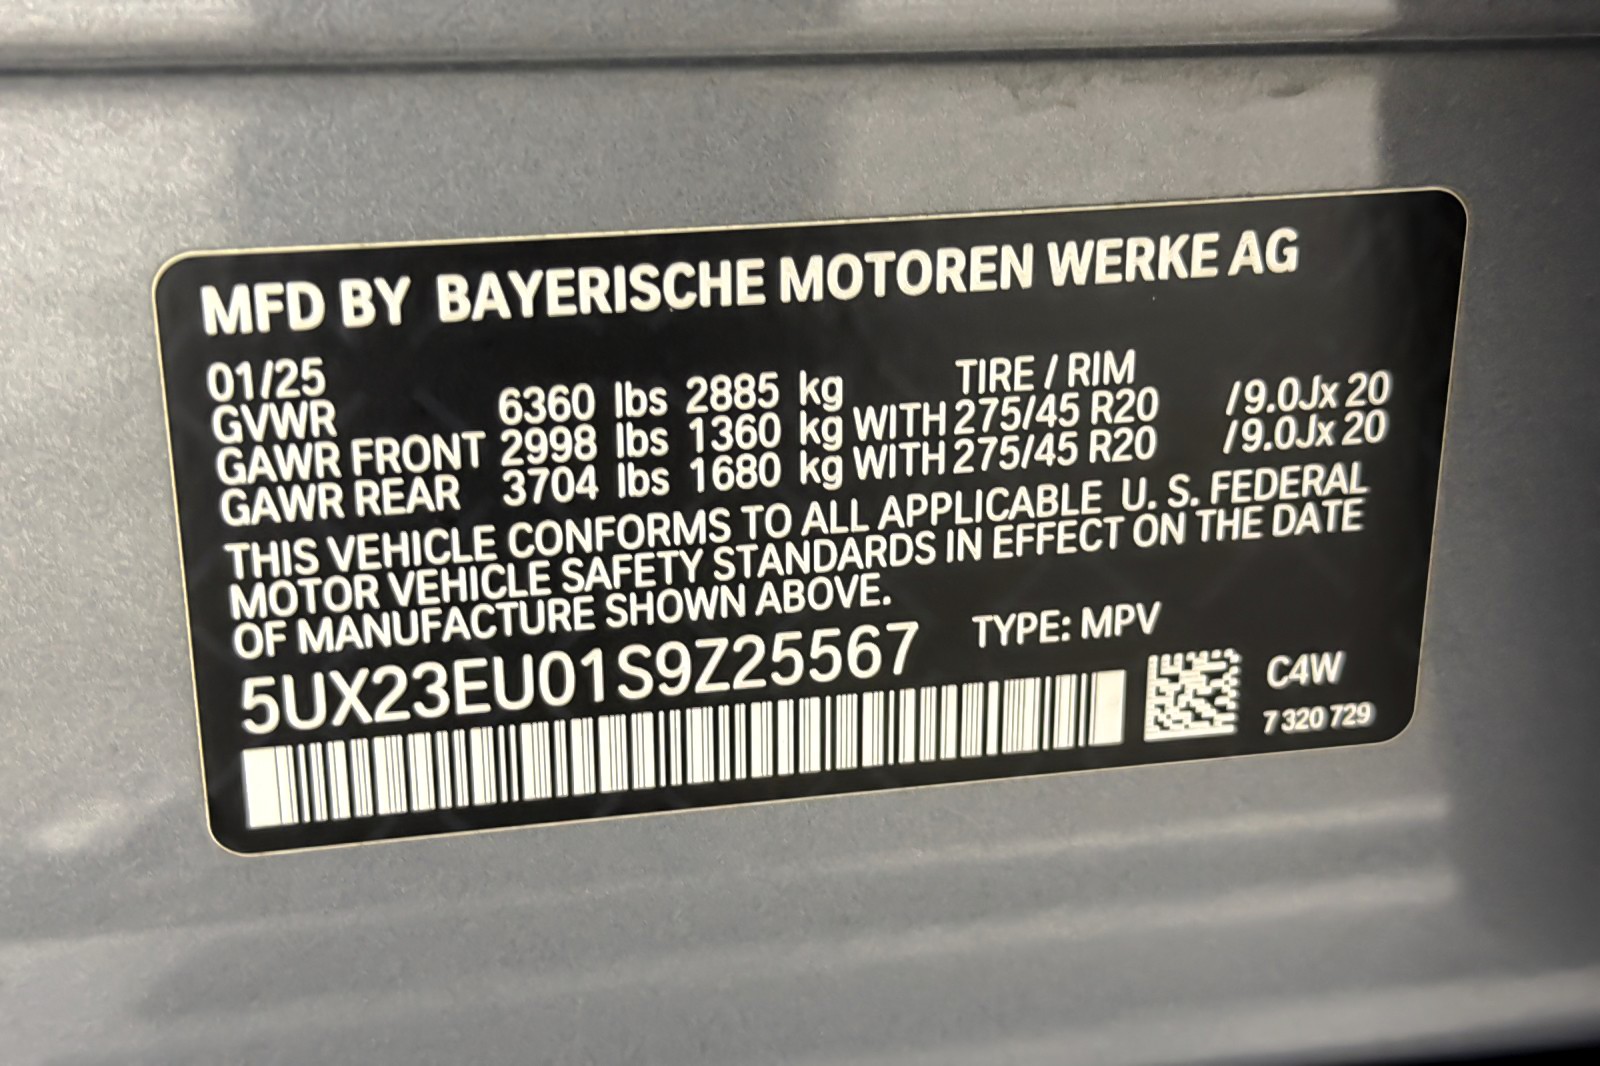 MFD BY BAYERISCHE MOTOREN WERKE AG
01/25 TIRE / RIM
GVWR 6360 lbs 2885 kg
GAWR FRONT 2998 lbs 1360 kg WITH 275/45 R20 /9.0Jx 20
GAWR REAR 3704 lbs 1680 kg WITH 275/45 R20 /9.0Jx 20
THIS VEHICLE CONFORMS TO ALL APPLICABLE U. S. FEDERAL
MOTOR VEHICLE SAFETY STANDARDS IN EFFECT ON THE DATE
OF MANUFACTURE SHOWN ABOVE.
5UX23EU01S9Z25567 TYPE: MPV
C4W
7 320 729